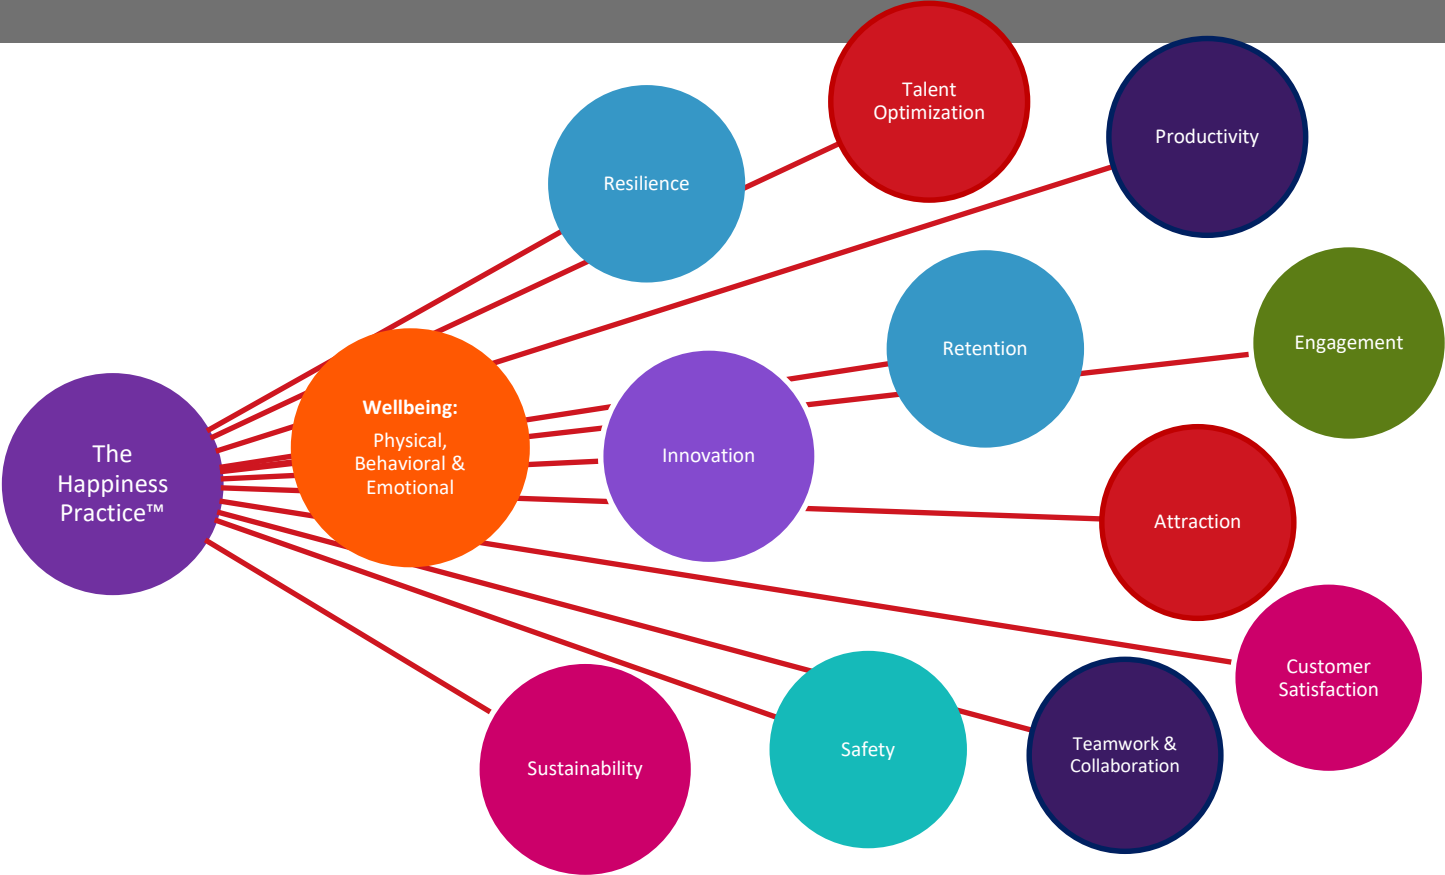 Talent
Optimization
Productivity
Resilience
Retention
Engagement
Wellbeing:
Physical,
Behavioral &
Emotional
Innovation
The
Happiness
Practice™
Attraction
Customer
Satisfaction
Teamwork &
Collaboration
Safety
Sustainability